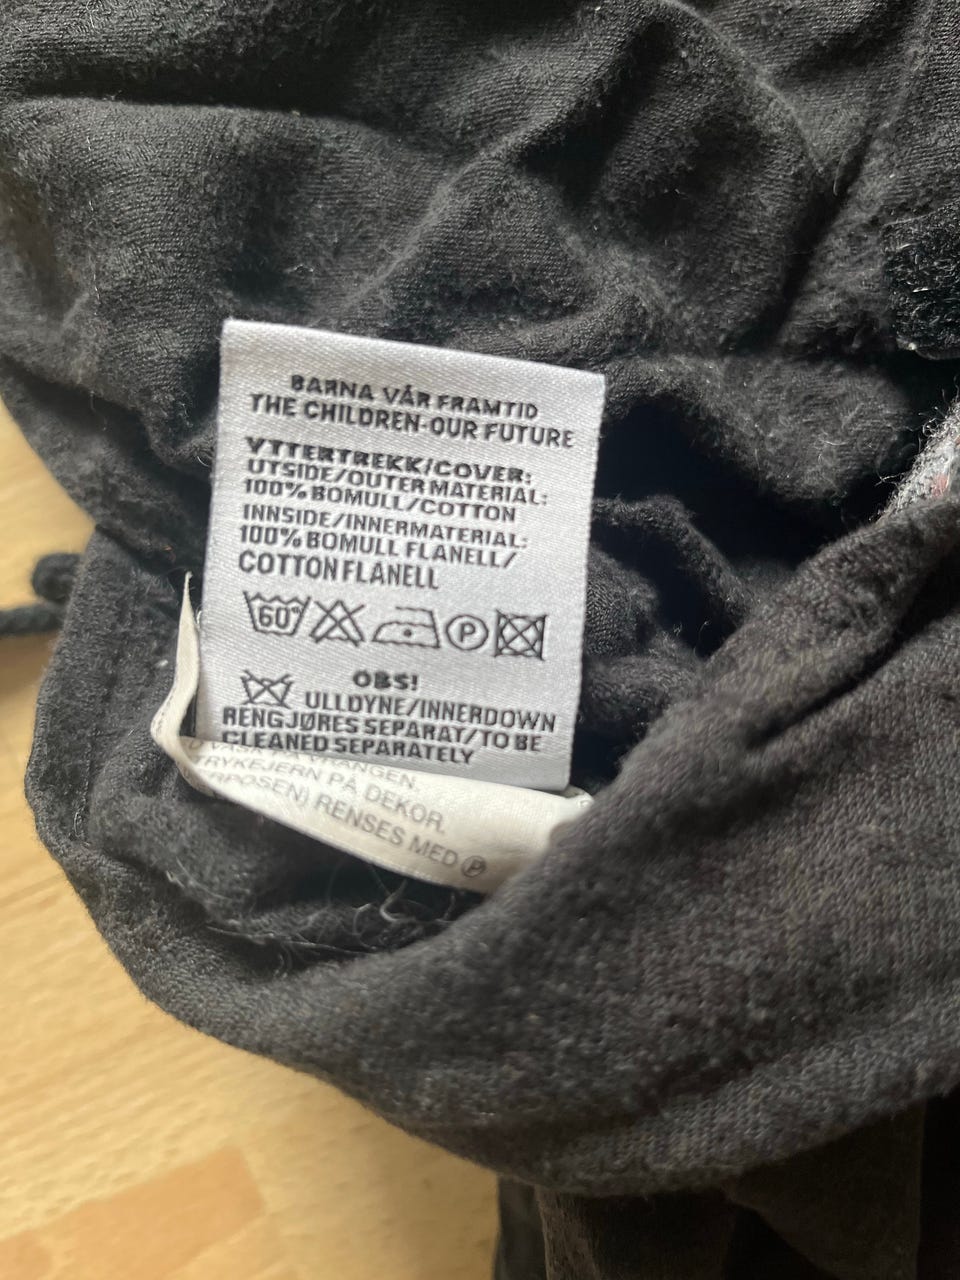 BARNA VÅR FRAMTID
THE CHILDREN-OUR FUTURE
YTTERTREKK/COVER:
UTSIDE/OUTER MATERIAL:
100% BOMULL/COTTON
INNSIDE/INNERMATERIAL:
100% BOMULL FLANELL/
COTTON FLANELL
60°
P
OBS!
ULLDYNE/INNERDOWN
RENGJØRES SEPARAT/TO BE
CLEANED SEPARATELY
VRANGEN.
PÅ DEKOR.
RENSES MED P